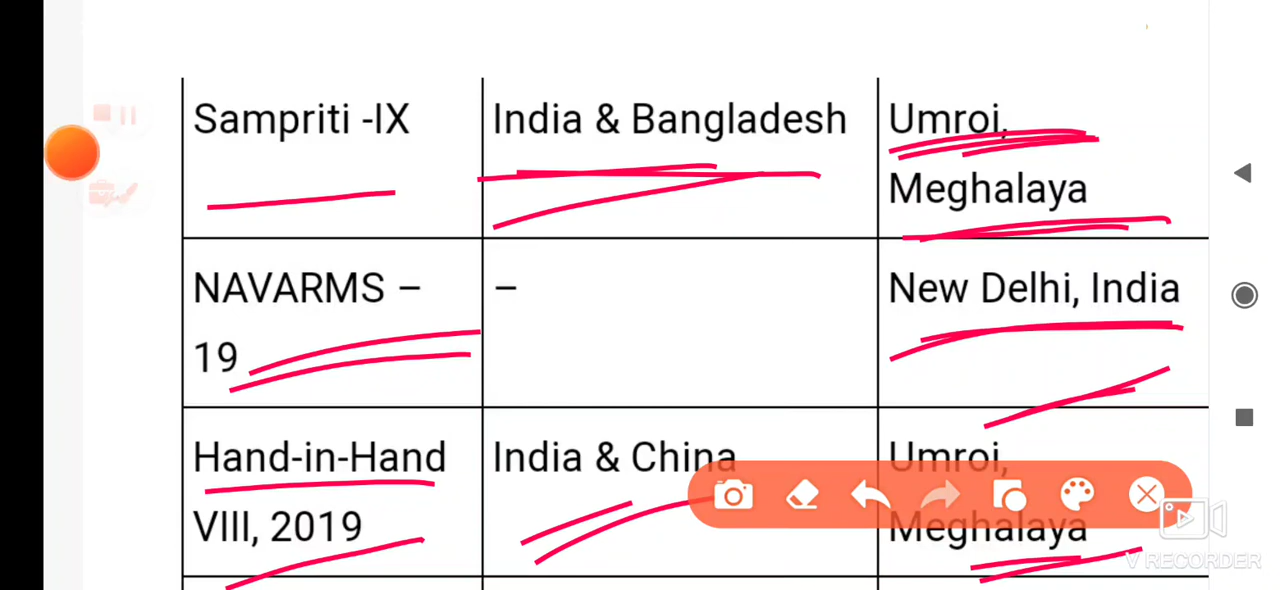 Sampriti -IX India & Bangladesh Umroi,
Meghalaya
NAVARMS – – New Delhi, India
19
Hand-in-Hand India & China Umroi,
VIII, 2019 Meghalaya
V RECORDER